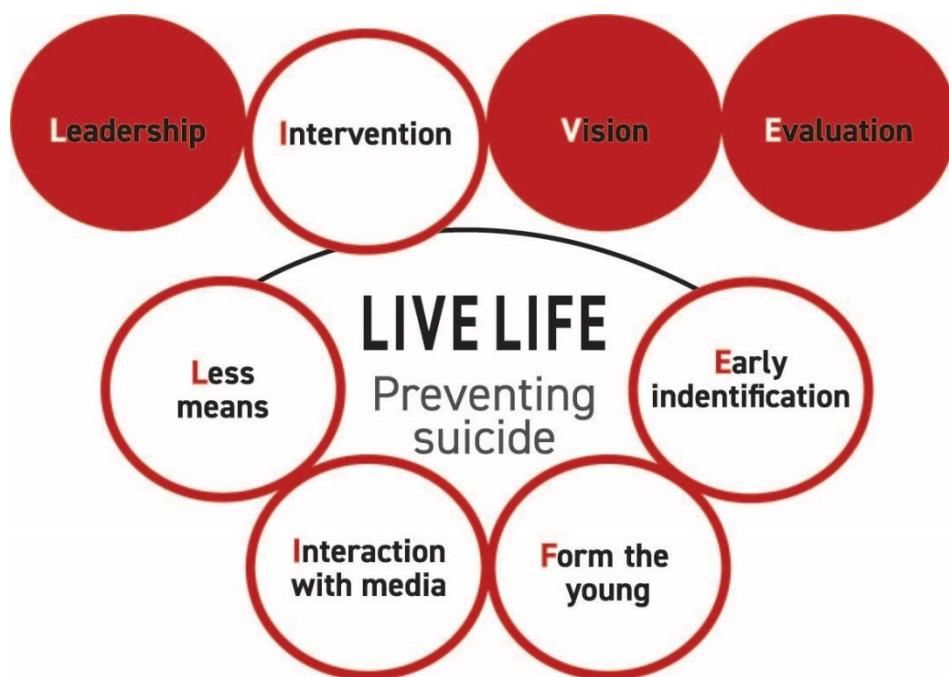 Leadership
Intervention
Vision
Evaluation
LIVE LIFE
Preventing
suicide
Less
means
Early
indentification
Interaction
with media
Form the
young